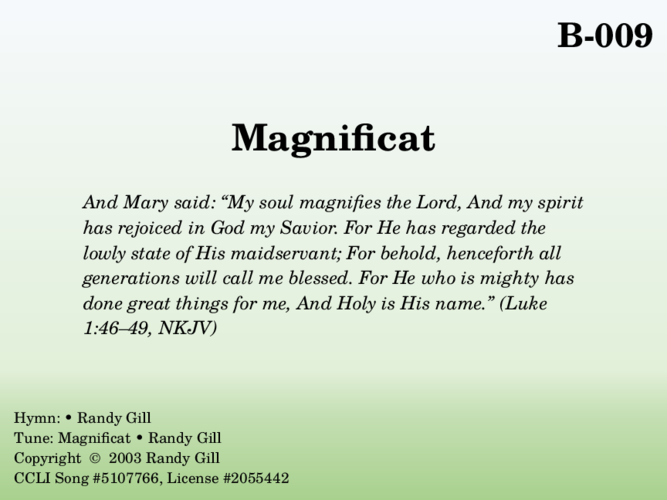 B-009
Magnificat
And Mary said: “My soul magnifies the Lord, And my spirit
has rejoiced in God my Savior. For He has regarded the
lowly state of His maidservant; For behold, henceforth all
generations will call me blessed. For He who is mighty has
done great things for me, And Holy is His name.” (Luke
1:46–49, NKJV)
Hymn: • Randy Gill
Tune: Magnificat • Randy Gill
Copyright © 2003 Randy Gill
CCLI Song #5107766, License #2055442